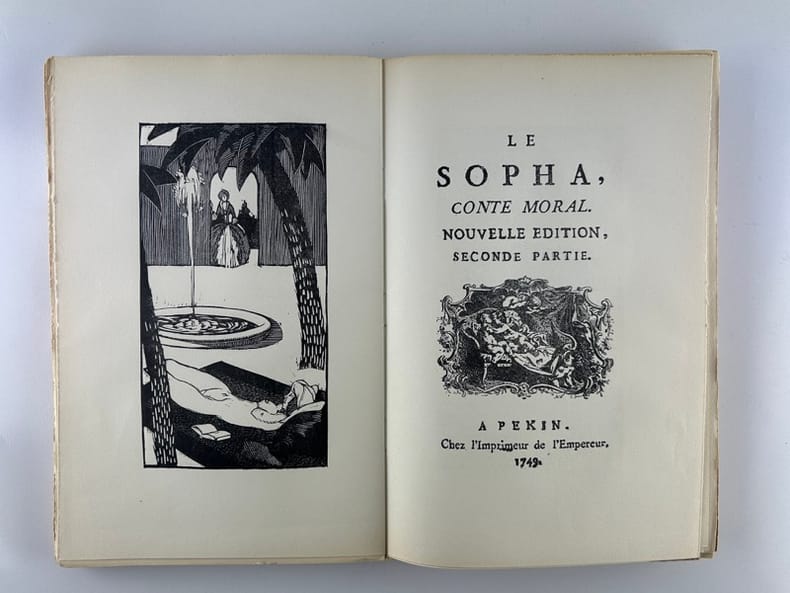 LE
SOPHA,
CONTE MORAL.
NOUVELLE EDITION,
SECONDE PARTIE.
A PEKIN.
Chez l'Imprimeur de l'Empereur.
1749.